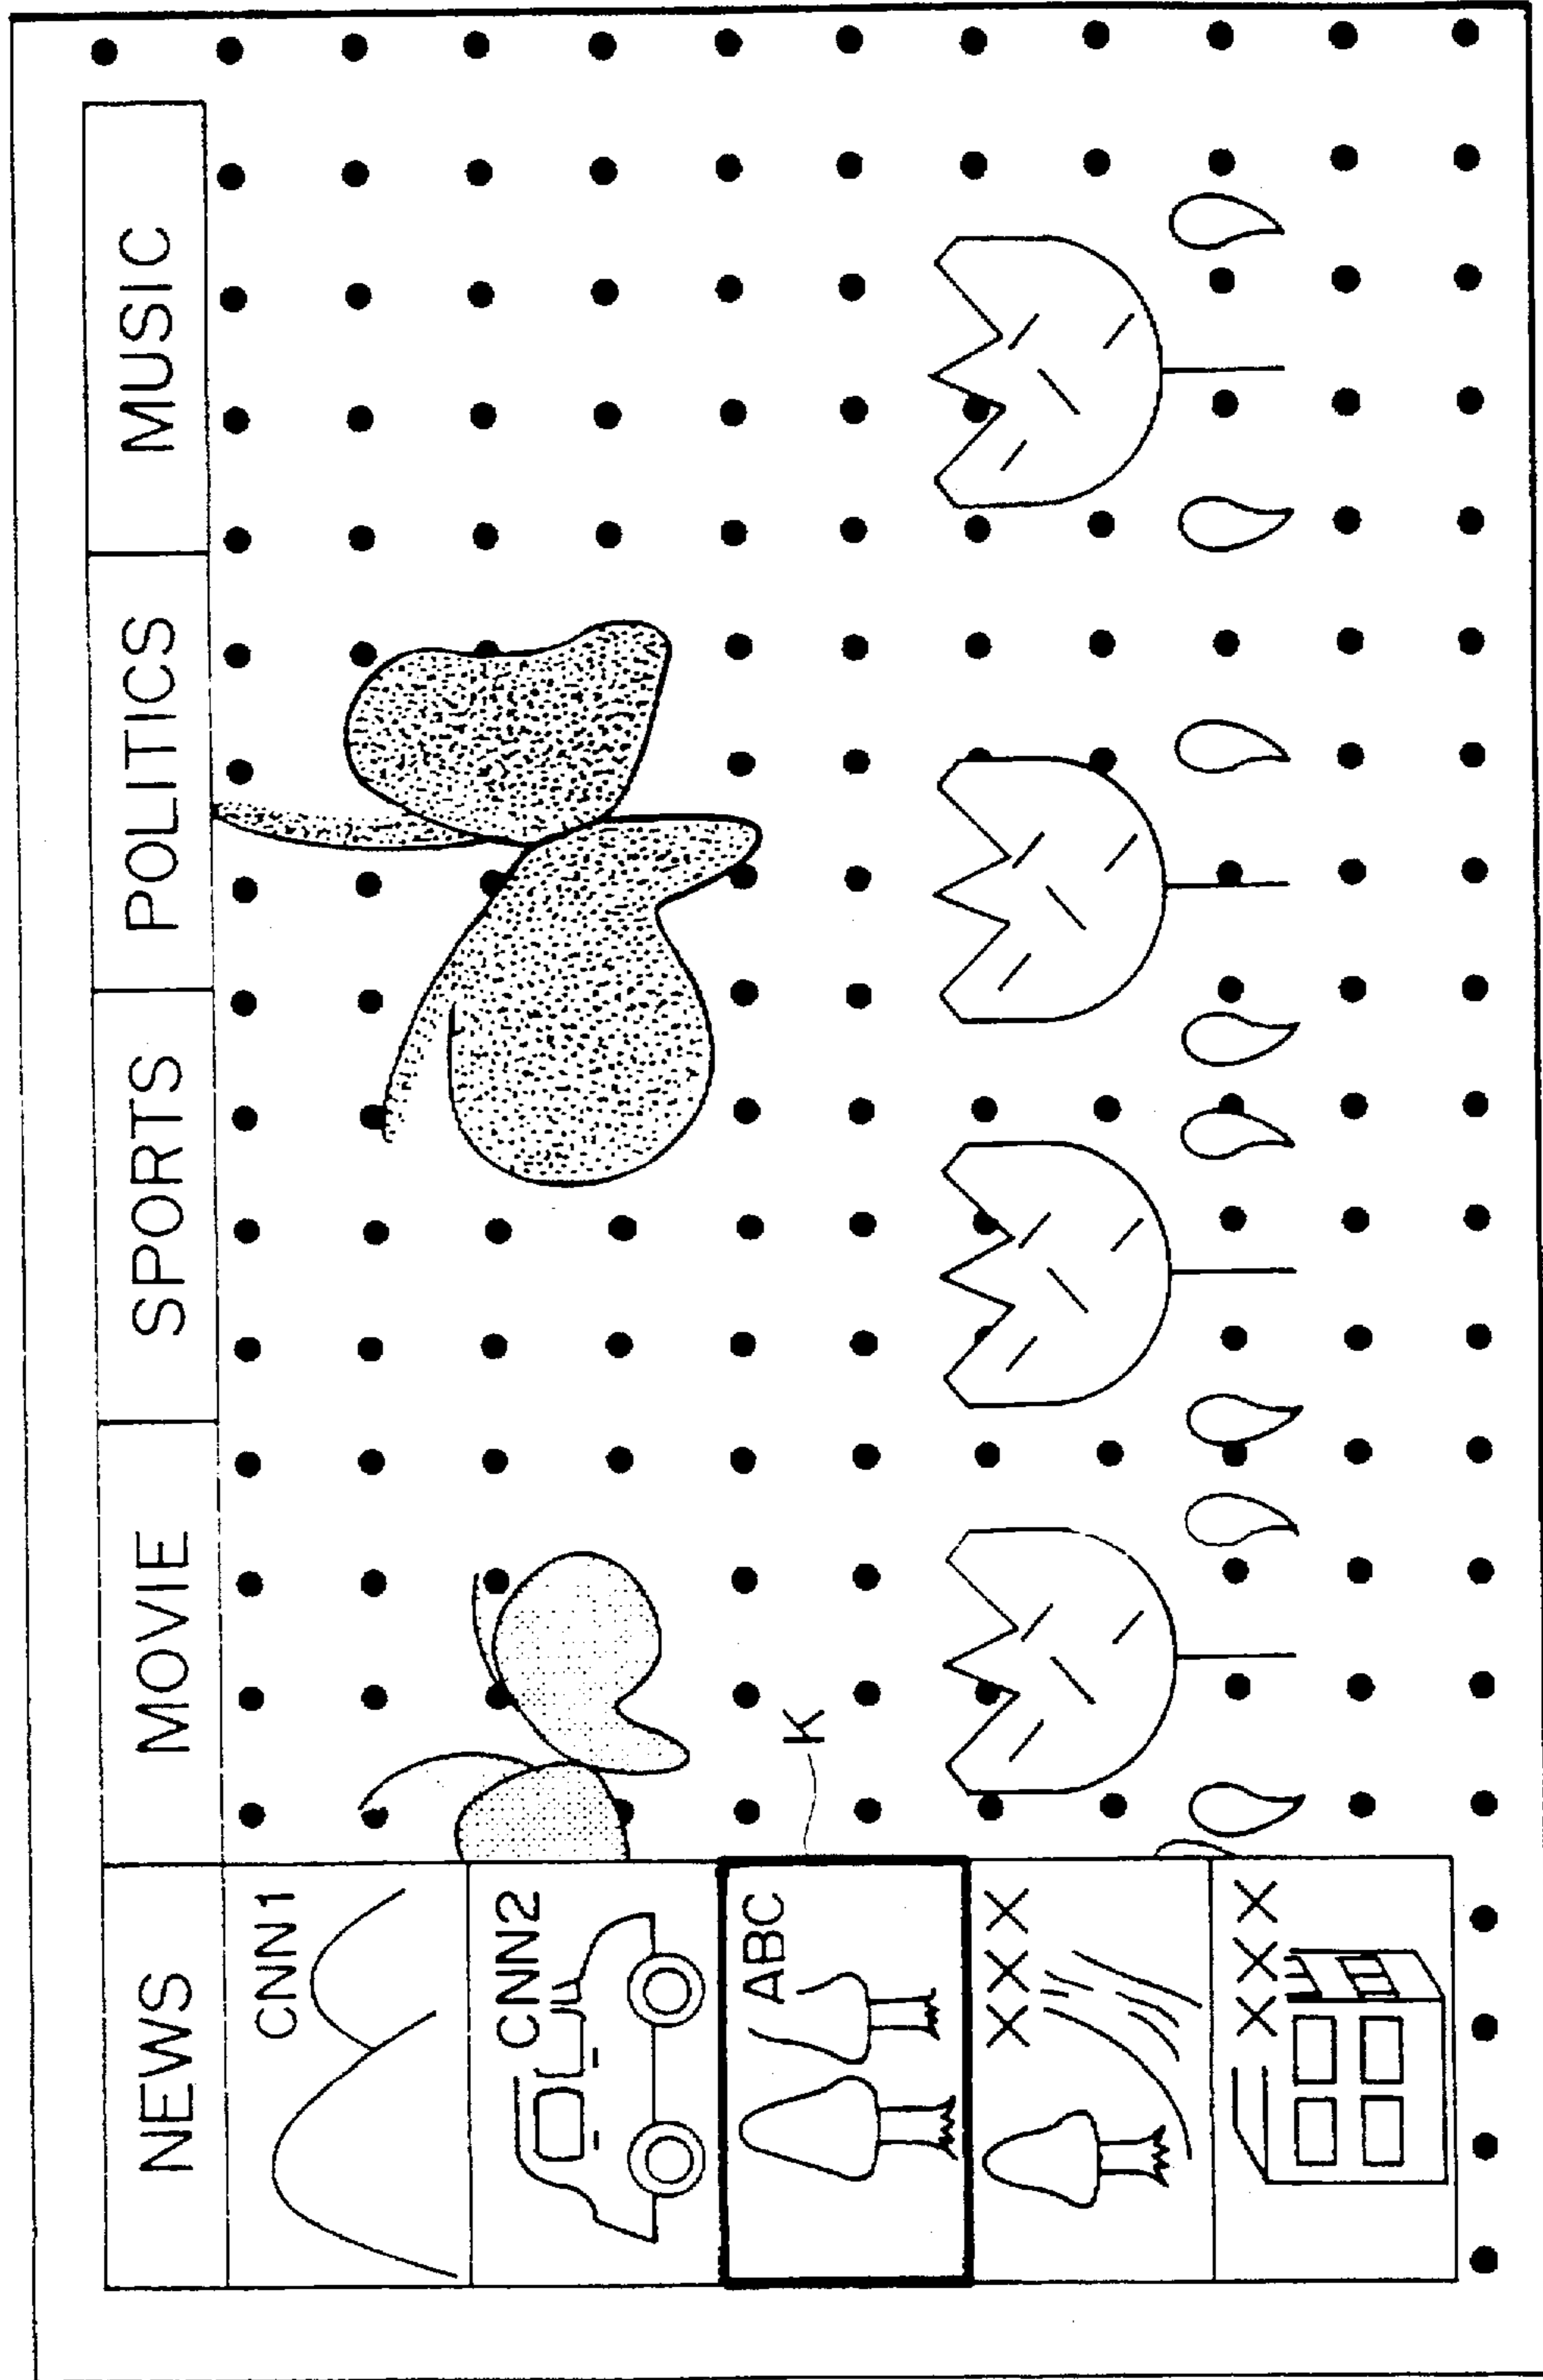 NEWS MOVIE SPORTS POLITICS MUSIC
CNN1
CNN2
ABC
K
XXX
XXX